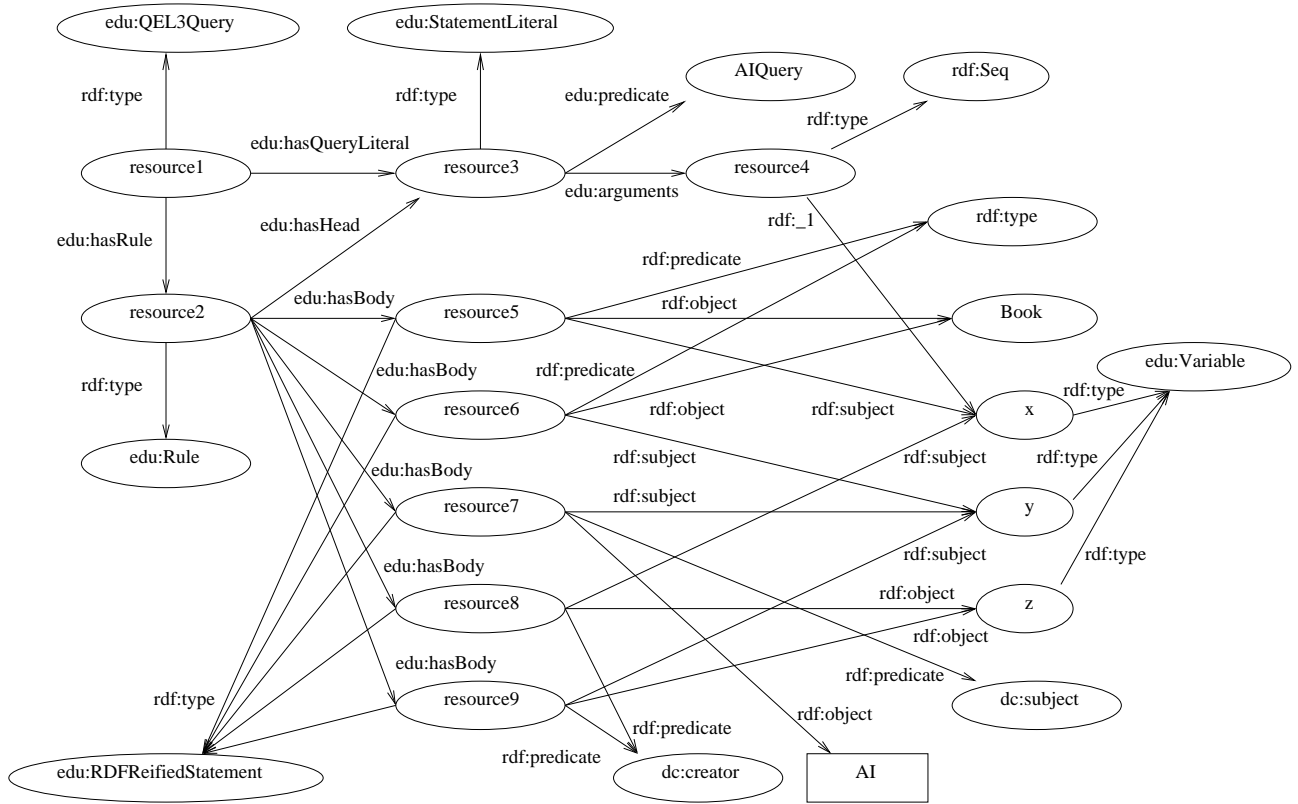 edu:QEL3Query
edu:StatementLiteral
AIQuery
rdf:Seq
rdf:type
rdf:type
edu:predicate
rdf:type
edu:hasQueryLiteral
resource1
resource3
resource4
edu:arguments
rdf:_1
rdf:type
edu:hasHead
edu:hasRule
rdf:predicate
edu:hasBody
rdf:object
resource2
resource5
Book
rdf:type
edu:hasBody
rdf:predicate
edu:Variable
rdf:type
resource6
rdf:object
rdf:subject
x
edu:Rule
edu:hasBody
rdf:subject
rdf:subject
rdf:type
resource7
rdf:subject
y
edu:hasBody
rdf:subject
rdf:type
resource8
rdf:object
z
rdf:object
edu:hasBody
rdf:predicate
rdf:type
resource9
dc:subject
rdf:object
rdf:predicate
rdf:predicate
edu:RDFReifiedStatement
dc:creator
AI